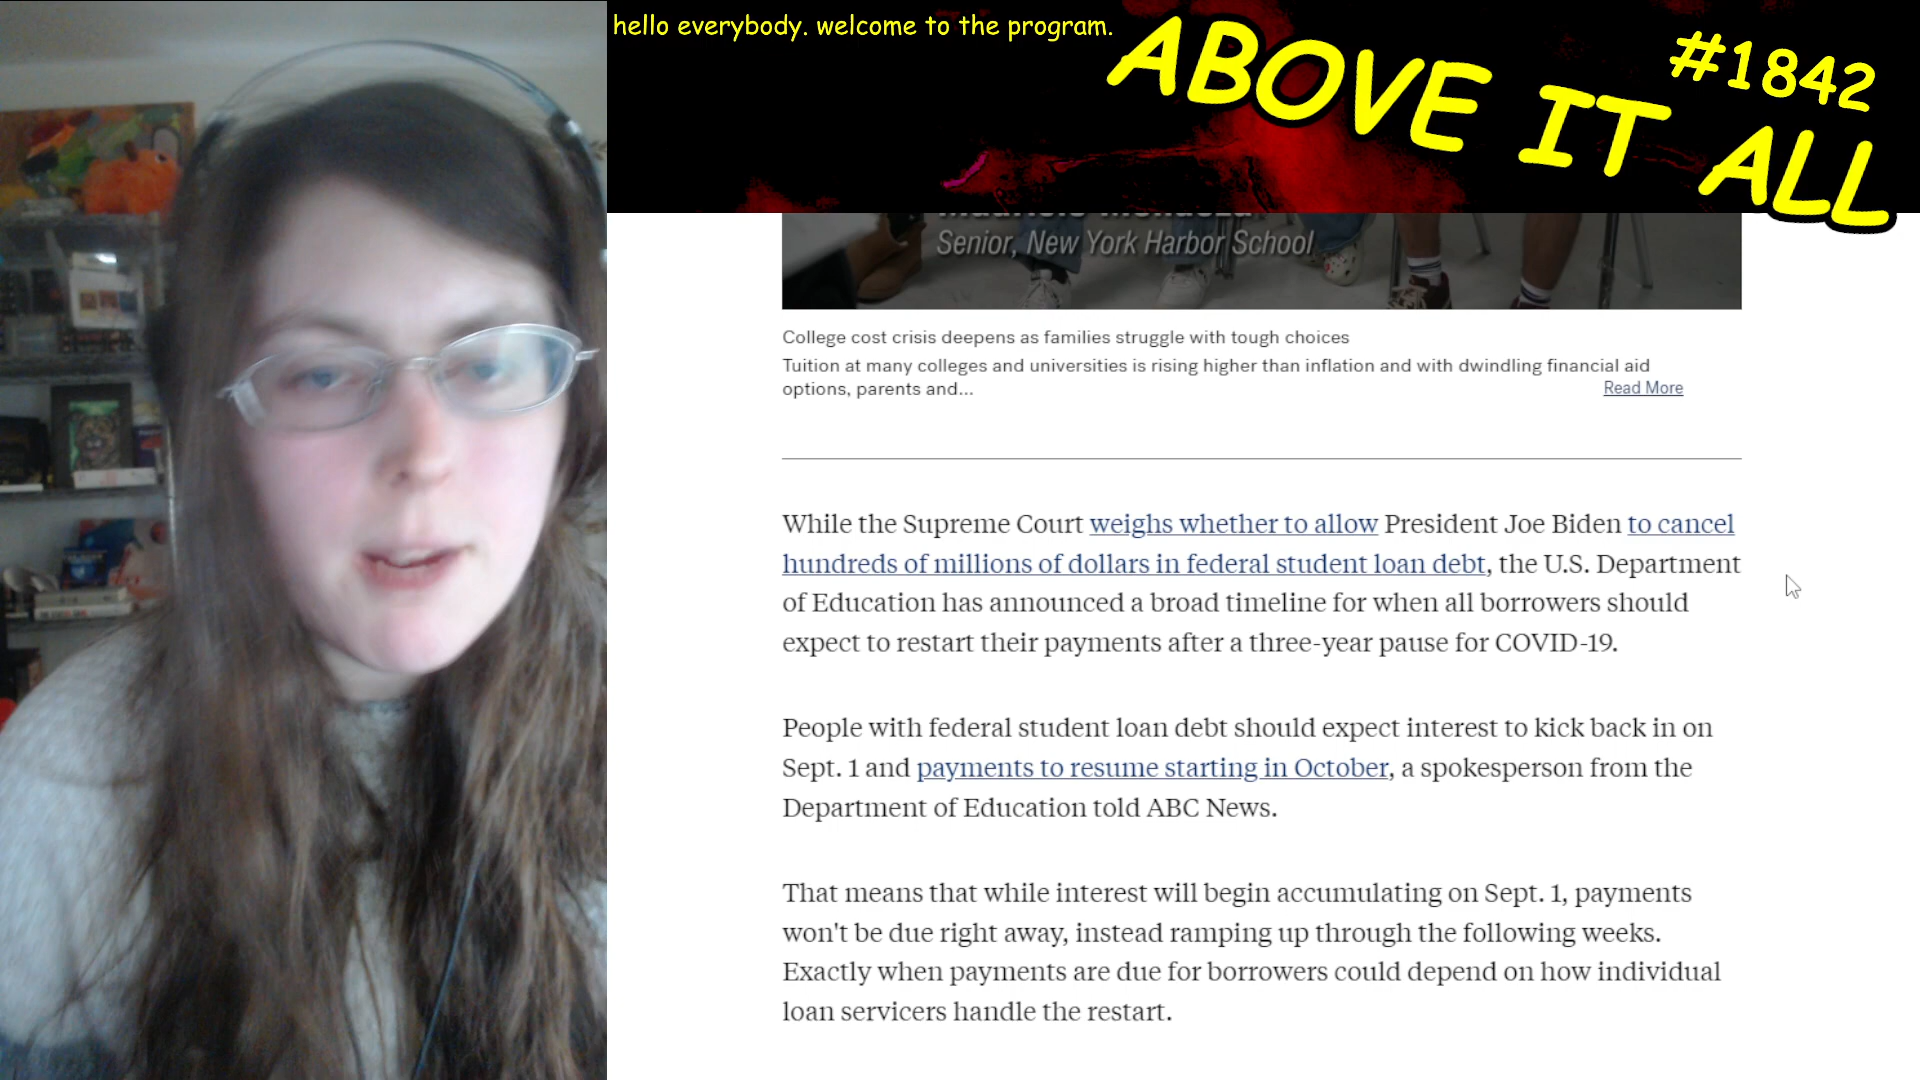 hello everybody. welcome to the program.
#1842
ABOVE IT ALL
Senior, New York Harbor School
College cost crisis deepens as families struggle with tough choices
Tuition at many colleges and universities is rising higher than inflation and with dwindling financial aid
options, parents and...
Read More
While the Supreme Court weighs whether to allow President Joe Biden to cancel
hundreds of millions of dollars in federal student loan debt, the U.S. Department
of Education has announced a broad timeline for when all borrowers should
expect to restart their payments after a three-year pause for COVID-19.
People with federal student loan debt should expect interest to kick back in on
Sept. 1 and payments to resume starting in October, a spokesperson from the
Department of Education told ABC News.
That means that while interest will begin accumulating on Sept. 1, payments
won't be due right away, instead ramping up through the following weeks.
Exactly when payments are due for borrowers could depend on how individual
loan servicers handle the restart.